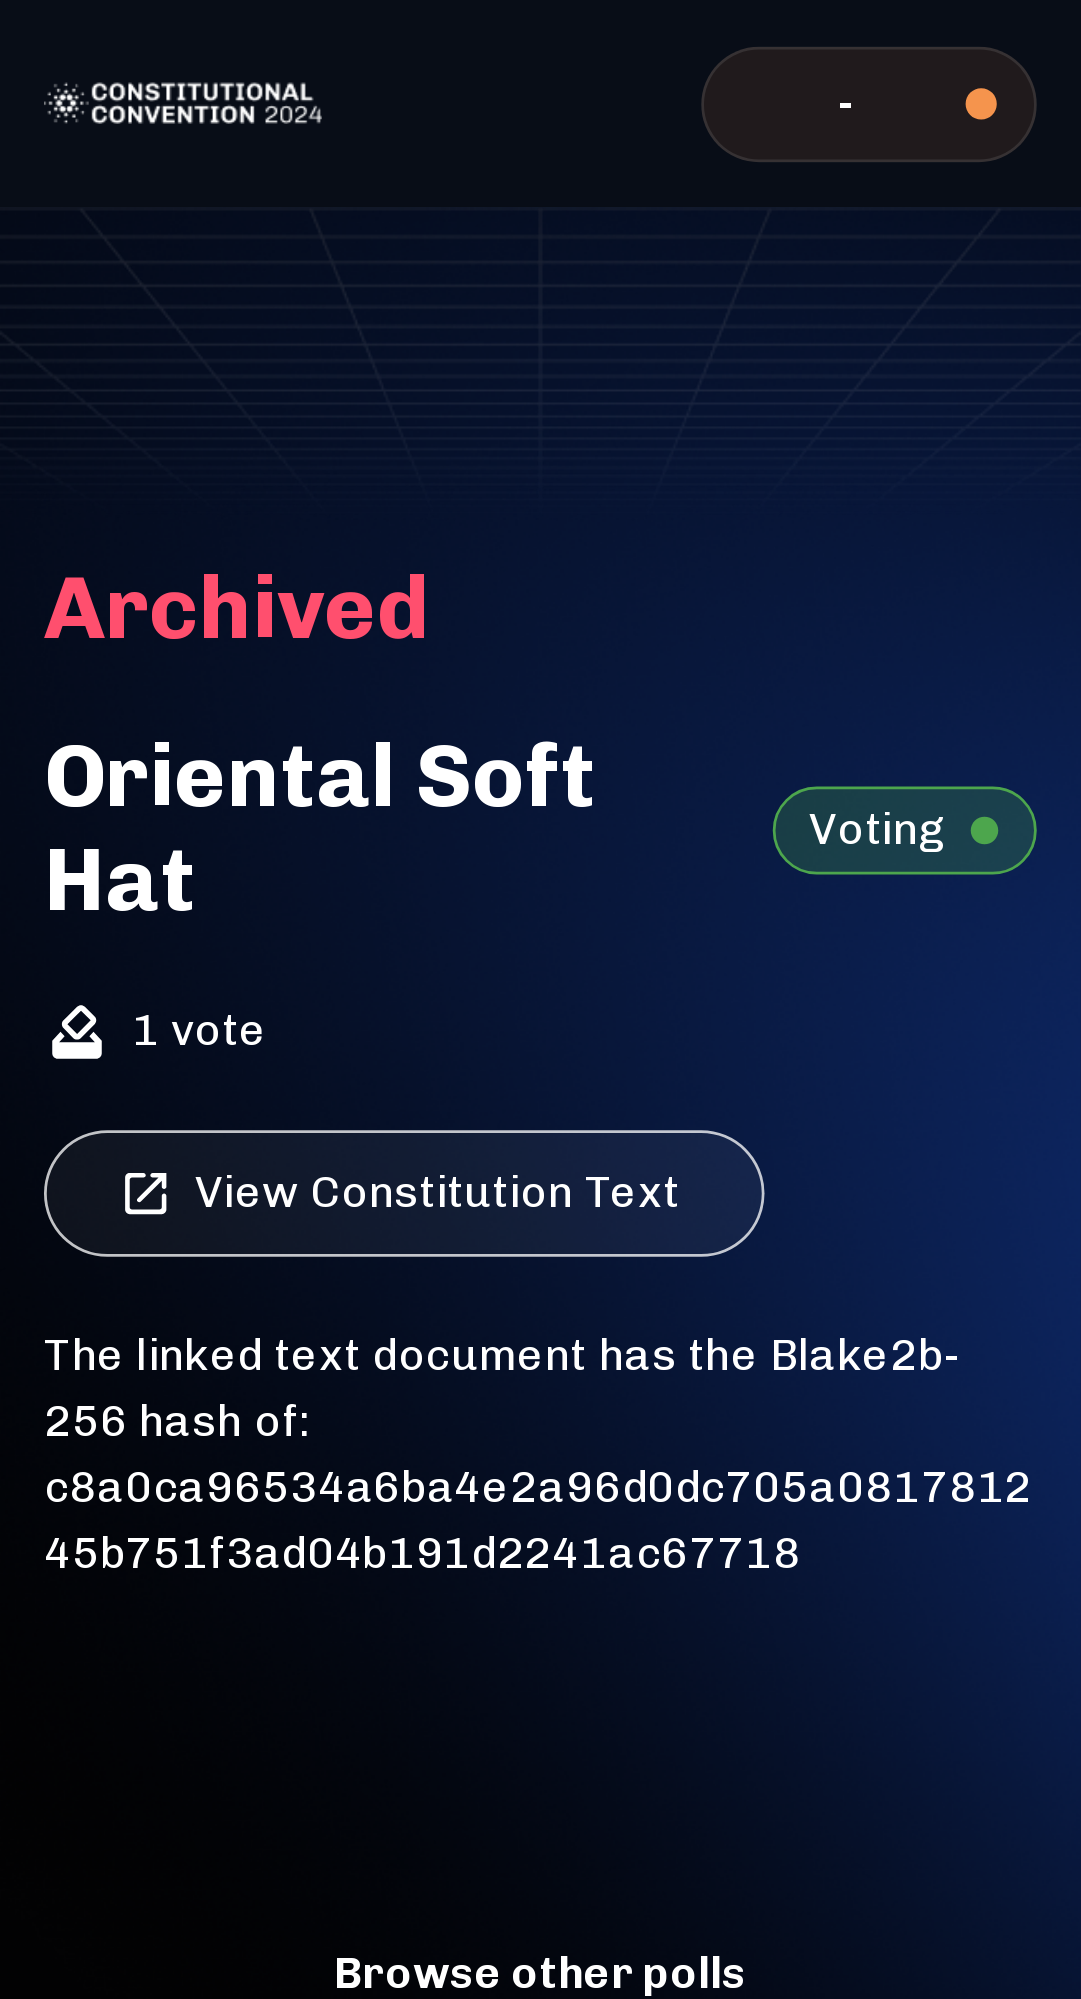 CONSTITUTIONAL
CONVENTION 2024
-
Archived
Oriental Soft
Hat
Voting
1 vote
View Constitution Text
The linked text document has the Blake2b-
256 hash of:
c8a0ca96534a6ba4e2a96d0dc705a0817812
45b751f3ad04b191d2241ac67718
Browse other polls